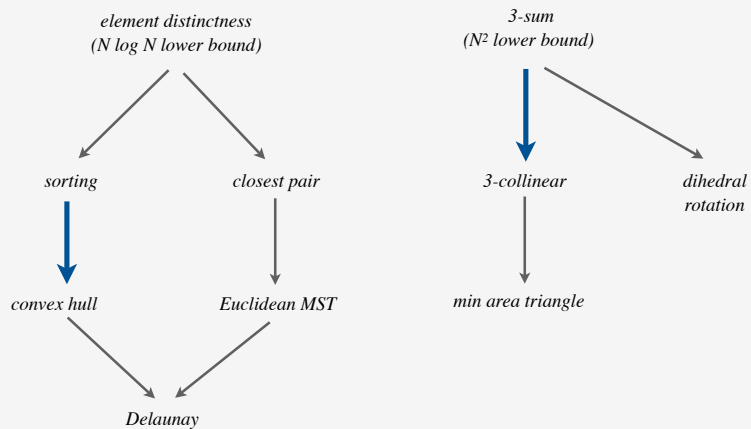 element distinctness
(N log N lower bound)
3-sum
(N² lower bound)
sorting
closest pair
3-collinear
dihedral
rotation
convex hull
Euclidean MST
min area triangle
Delaunay